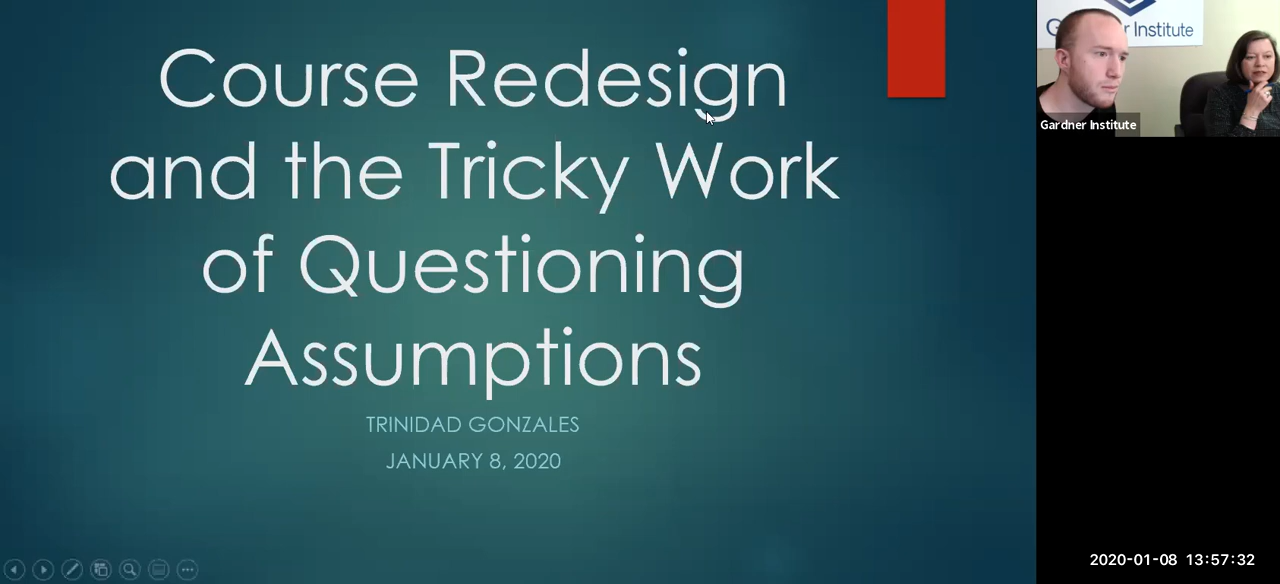 Course Redesign
and the Tricky Work
of Questioning
Assumptions
TRINIDAD GONZALES
JANUARY 8, 2020
Institute
Gardner Institute
2020-01-08 13:57:32